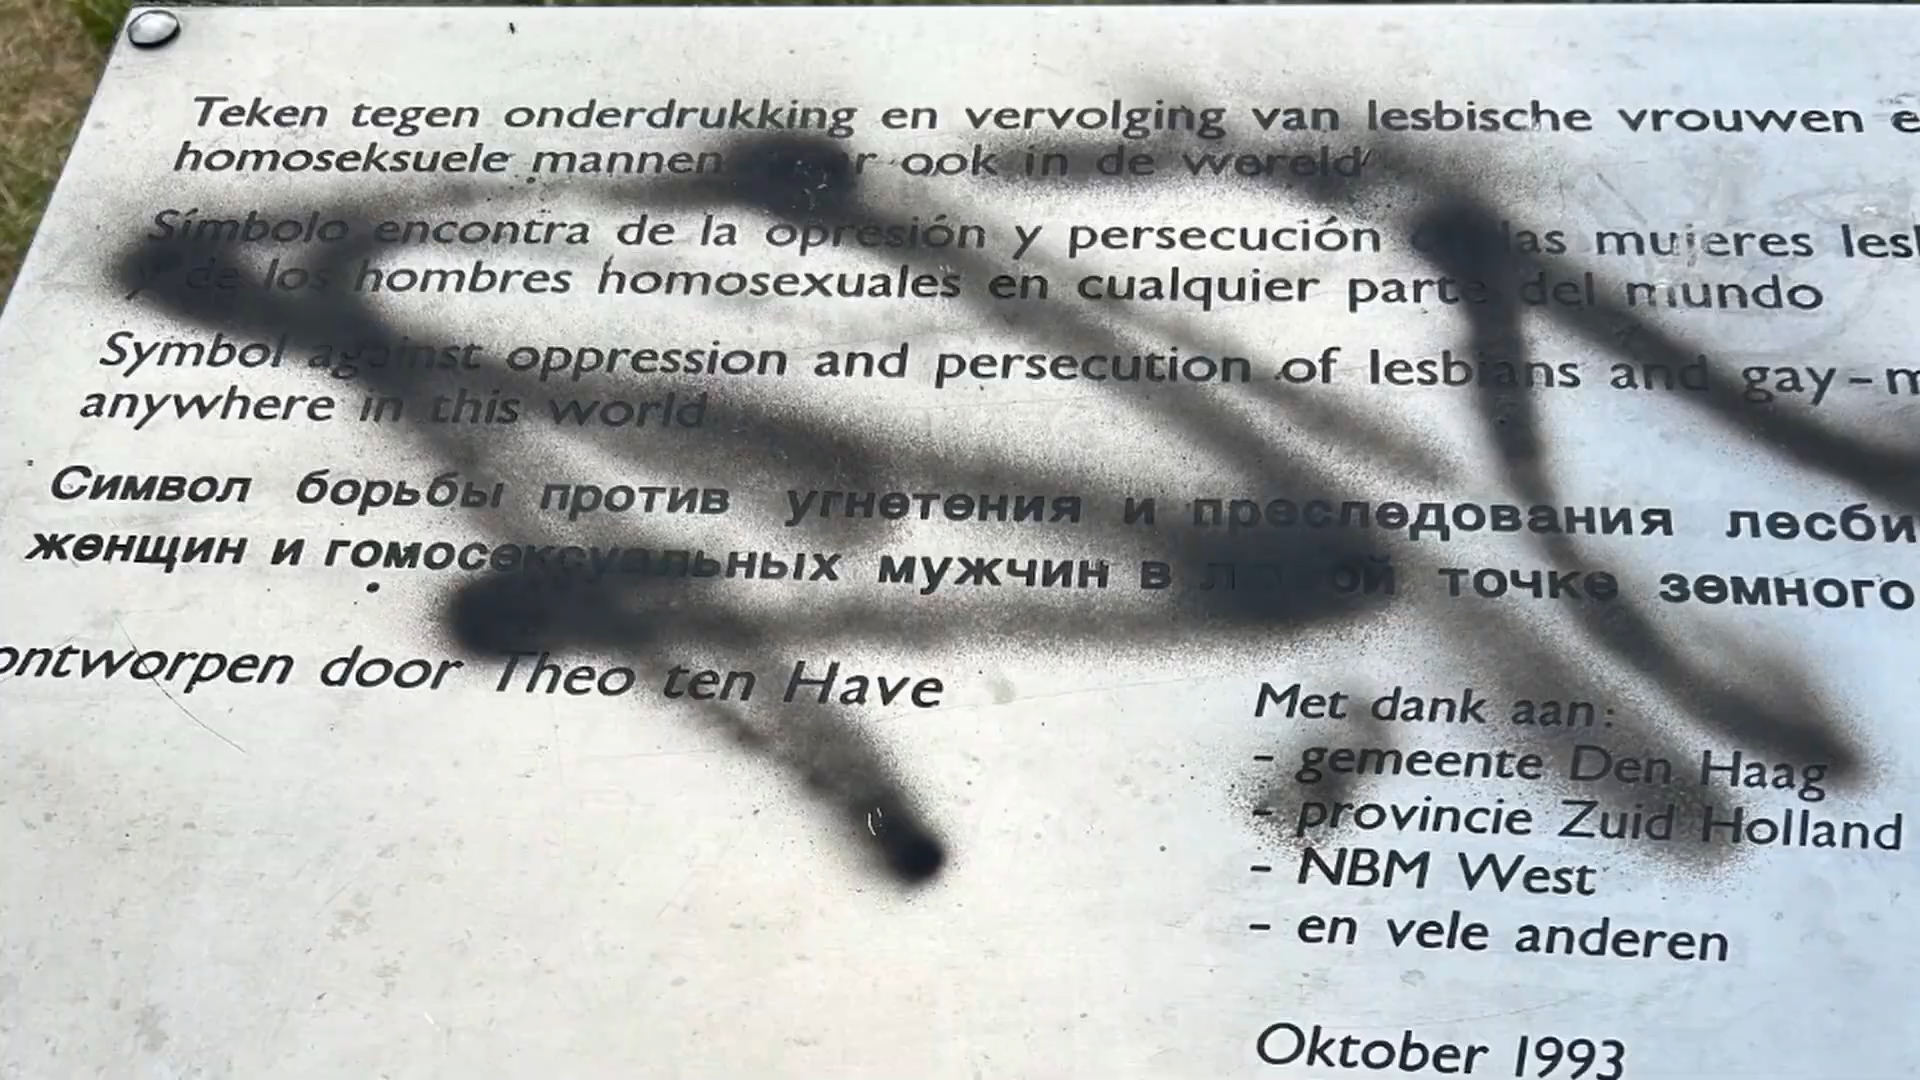 Teken tegen onderdrukking en vervolging van lesbische vrouwen e
homoseksuele mannen ook in de wereld
Símbolo encontra de la opresión y persecución las mujeres lesb
y de los hombres homosexuales en cualquier parte del mundo
Symbol against oppression and persecution of lesbians and gay-m
anywhere in this world
Символ борьбы против угнетения и преследования лесби
женщин и гомосексуальных мужчин в точке земного
ontworpen door Theo ten Have
Met dank aan:
- gemeente Den Haag
- provincie Zuid Holland
- NBM West
- en vele anderen
Oktober 1993